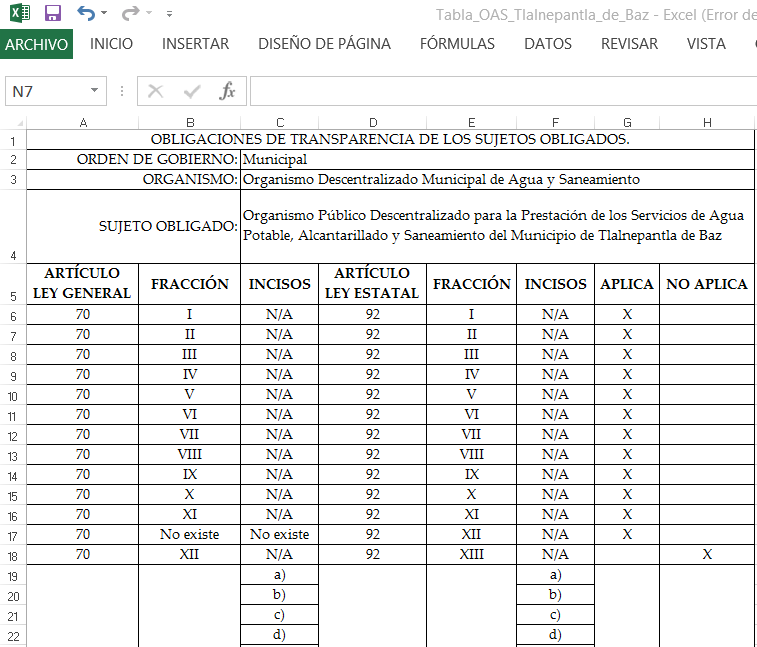 Tabla_OAS_Tlalnepantla_de_Baz - Excel (Error de
ARCHIVO INICIO INSERTAR DISEÑO DE PÁGINA FÓRMULAS DATOS REVISAR VISTA
N7 fx
A B C D E F G H
1 OBLIGACIONES DE TRANSPARENCIA DE LOS SUJETOS OBLIGADOS.
2 ORDEN DE GOBIERNO: Municipal
3 ORGANISMO: Organismo Descentralizado Municipal de Agua y Saneamiento
4 SUJETO OBLIGADO: Organismo Público Descentralizado para la Prestación de los Servicios de Agua
Potable, Alcantarillado y Saneamiento del Municipio de Tlalnepantla de Baz
5 ARTÍCULO LEY GENERAL FRACCIÓN INCISOS ARTÍCULO LEY ESTATAL FRACCIÓN INCISOS APLICA NO APLICA
6 70 I N/A 92 I N/A X
7 70 II N/A 92 II N/A X
8 70 III N/A 92 III N/A X
9 70 IV N/A 92 IV N/A X
10 70 V N/A 92 V N/A X
11 70 VI N/A 92 VI N/A X
12 70 VII N/A 92 VII N/A X
13 70 VIII N/A 92 VIII N/A X
14 70 IX N/A 92 IX N/A X
15 70 X N/A 92 X N/A X
16 70 XI N/A 92 XI N/A X
17 70 No existe No existe 92 XII N/A X
18 70 XII N/A 92 XIII N/A X
19 a) a)
20 b) b)
21 c) c)
22 d) d)